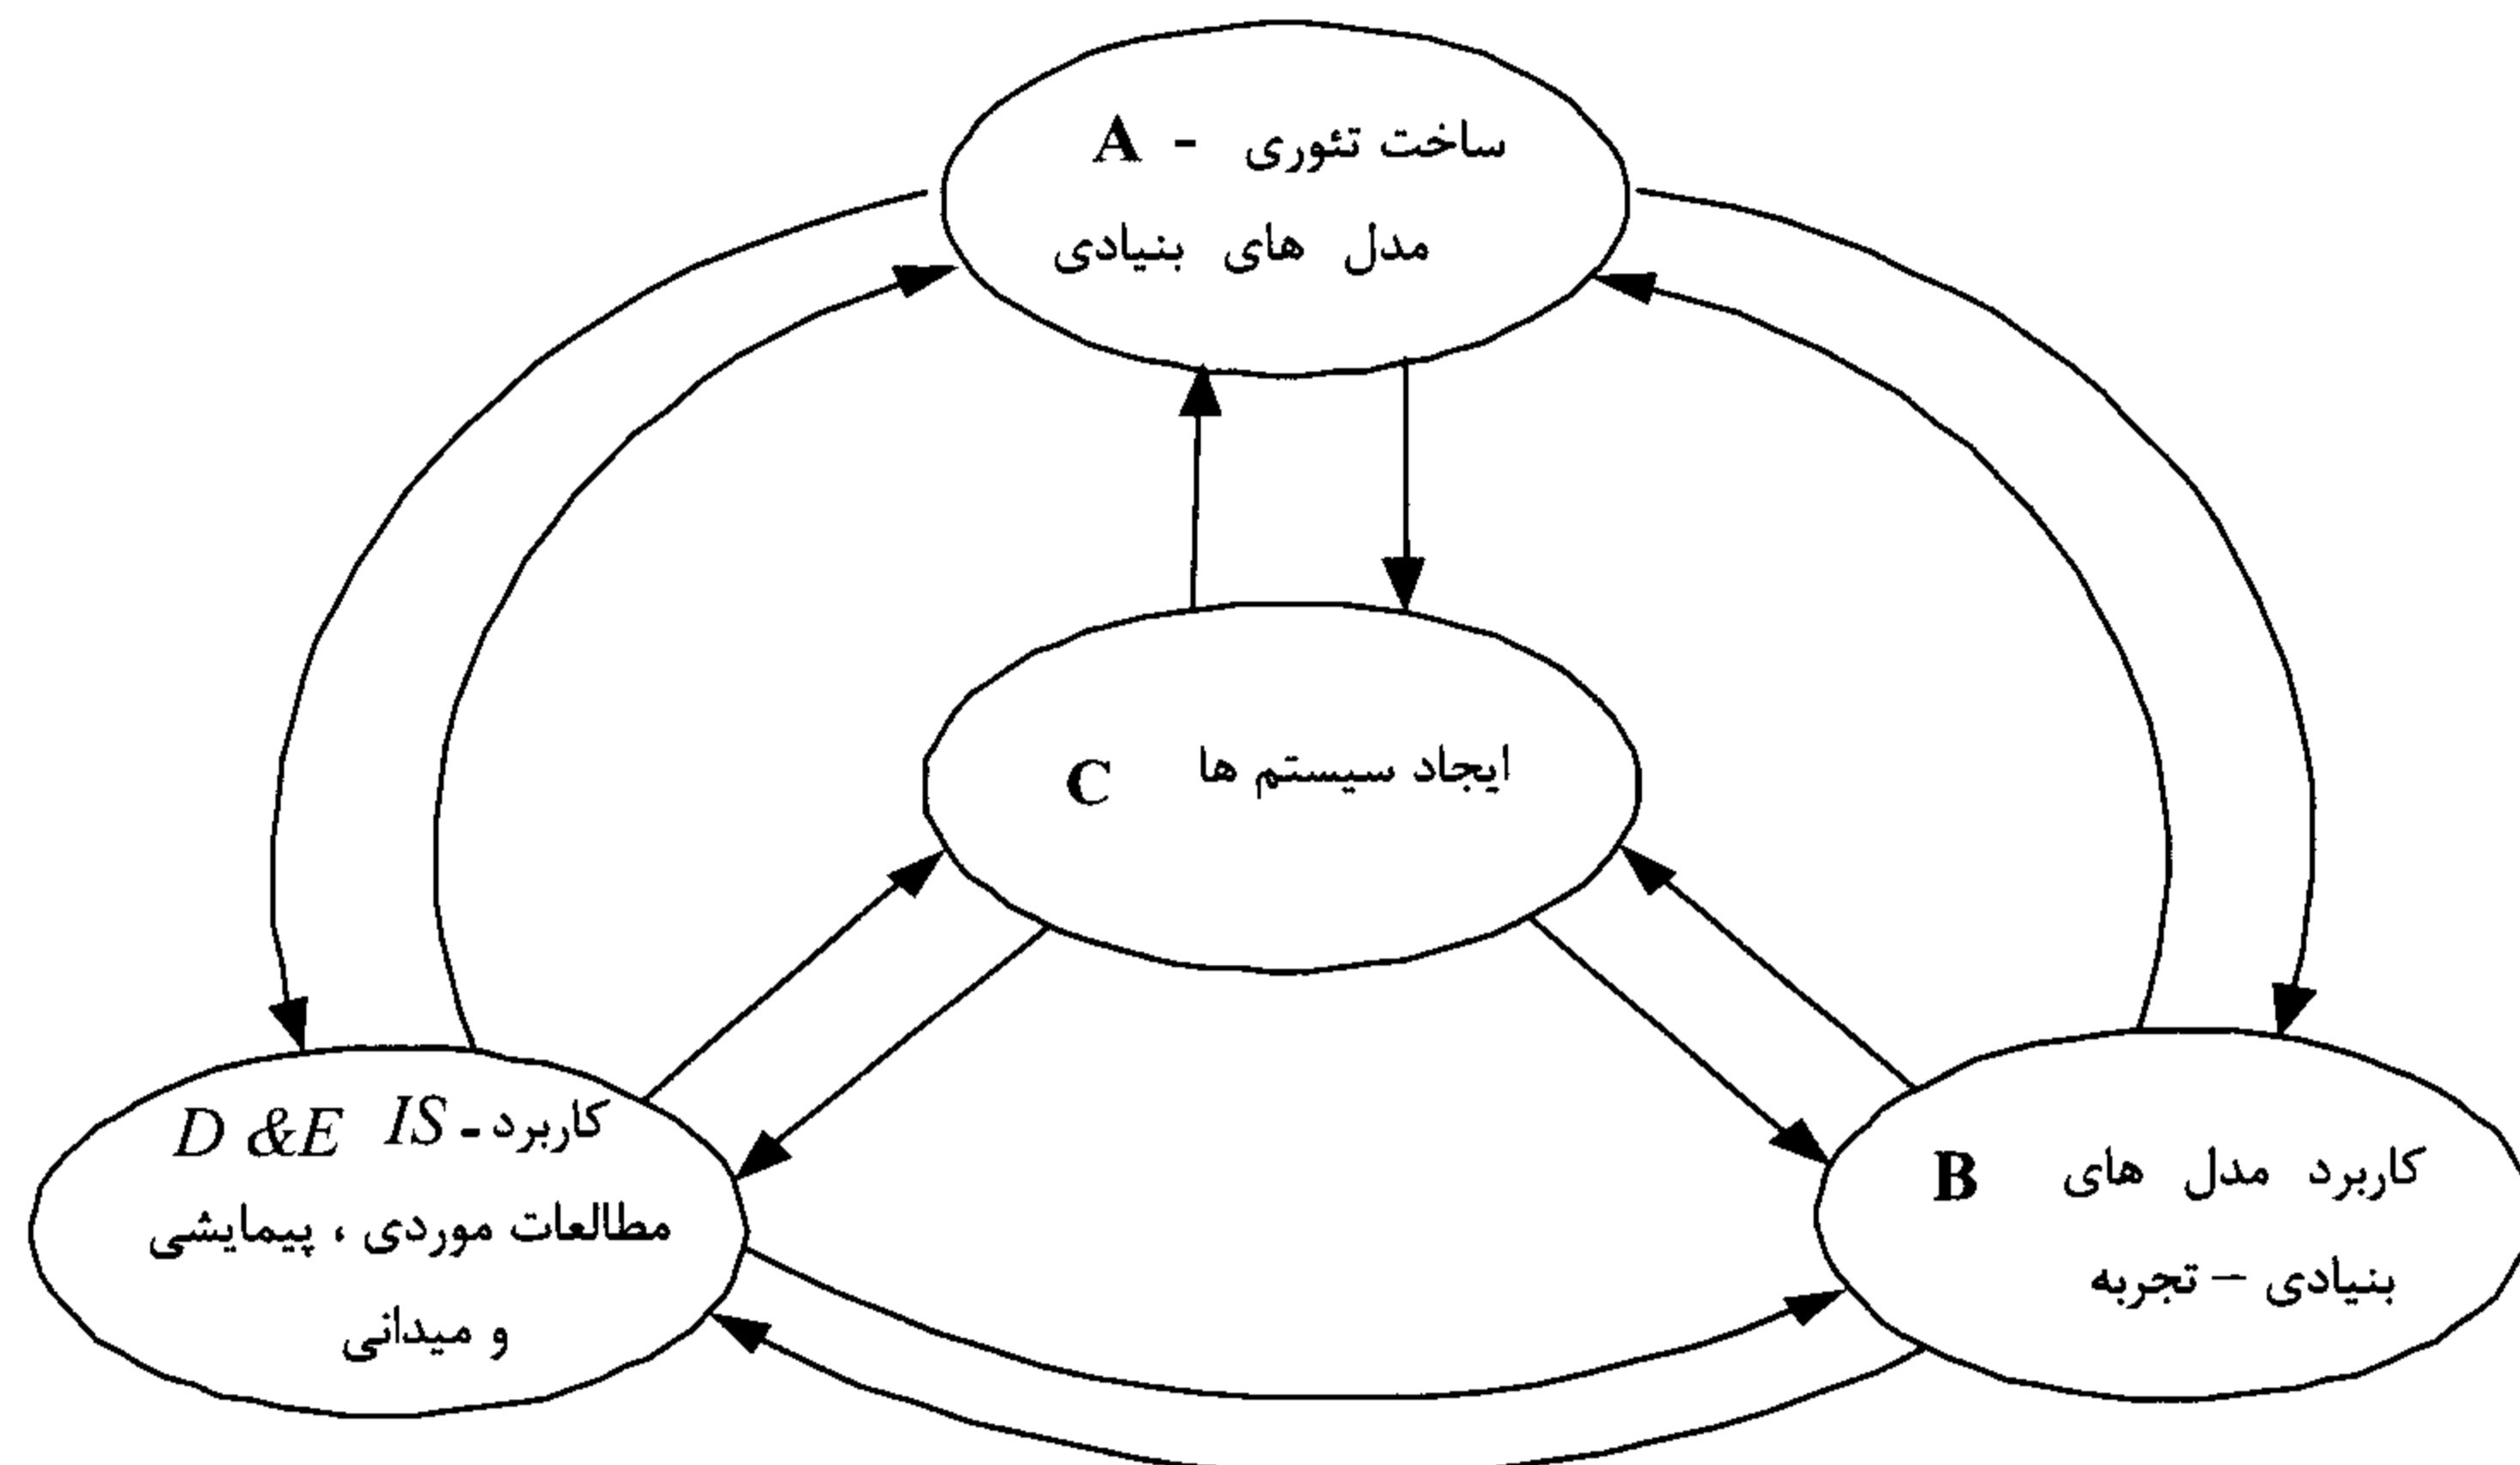 ساخت تئوری - A
مدل های بنیادی
ایجاد سیستم ها C
کاربرد مدل های B
بنیادی – تجربه
کاربرد - IS D &E
مطالعات موردی ، پیمایشی
و میدانی